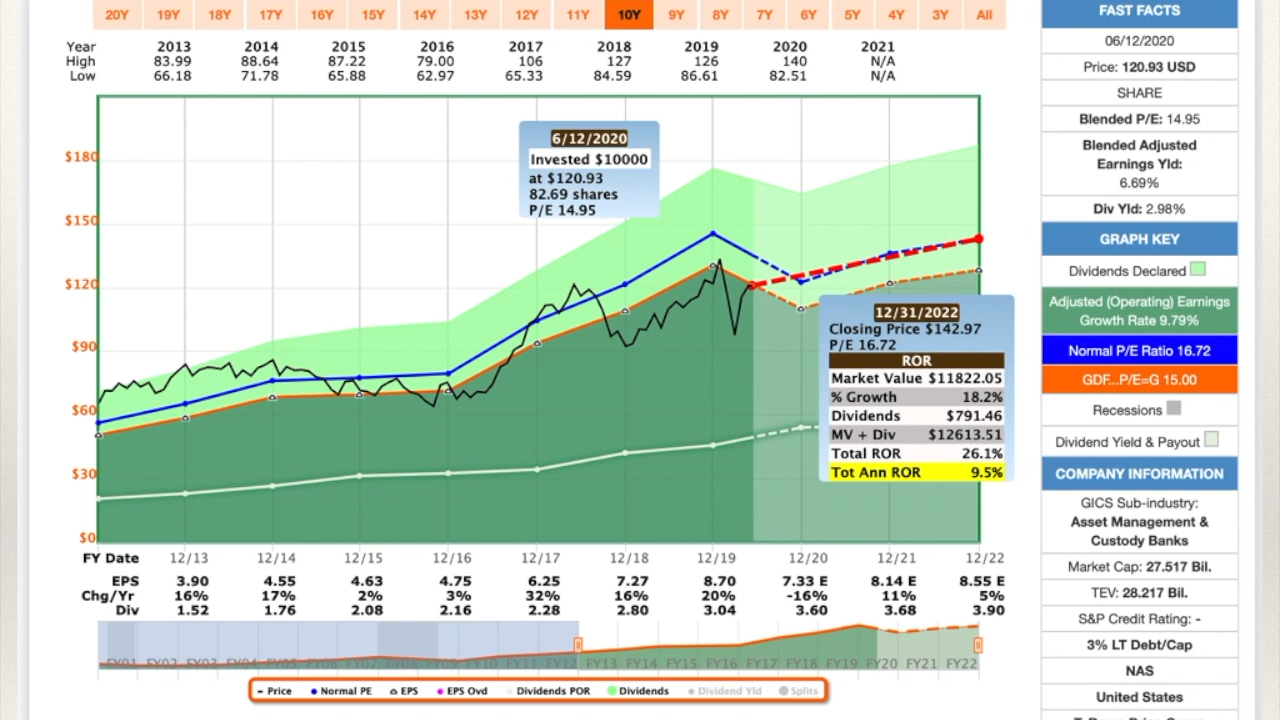 20Y 19Y 18Y 17Y 16Y 15Y 14Y 13Y 12Y 11Y 10Y 9Y 8Y 7Y 6Y 5Y 4Y 3Y All
Year 2013 2014 2015 2016 2017 2018 2019 2020 2021
High 83.99 88.64 87.22 79.00 106 127 126 140 N/A
Low 66.18 71.78 65.88 62.97 65.33 84.59 86.61 82.51 N/A
$180
$150
$120
$90
$60
$30
$0
6/12/2020
Invested $10000
at $120.93
82.69 shares
P/E 14.95
12/31/2022
Closing Price $142.97
P/E 16.72
ROR
Market Value $11822.05
% Growth 18.2%
Dividends $791.46
MV + Div $12613.51
Total ROR 26.1%
Tot Ann ROR 9.5%
FY Date 12/13 12/14 12/15 12/16 12/17 12/18 12/19 12/20 12/21 12/22
EPS 3.90 4.55 4.63 4.75 6.25 7.27 8.70 7.33 E 8.14 E 8.55 E
Chg/Yr 16% 17% 2% 3% 32% 16% 20% -16% 11% 5%
Div 1.52 1.76 2.08 2.16 2.28 2.80 3.04 3.60 3.68 3.90
FY01 FY02 FY03 FY04 FY05 FY06 FY07 FY08 FY09 FY10 FY11 FY12 FY13 FY14 FY15 FY16 FY17 FY18 FY19 FY20 FY21 FY22
Price Normal PE EPS EPS Ovd Dividends POR Dividends Dividend Yld Splits
FAST FACTS
06/12/2020
Price: 120.93 USD
SHARE
Blended P/E: 14.95
Blended Adjusted
Earnings Yld:
6.69%
Div Yld: 2.98%
GRAPH KEY
Dividends Declared
Adjusted (Operating) Earnings
Growth Rate 9.79%
Normal P/E Ratio 16.72
GDF...P/E=G 15.00
Recessions
Dividend Yield & Payout
COMPANY INFORMATION
GICS Sub-industry:
Asset Management &
Custody Banks
Market Cap: 27.517 Bil.
TEV: 28.217 Bil.
S&P Credit Rating: -
3% LT Debt/Cap
NAS
United States